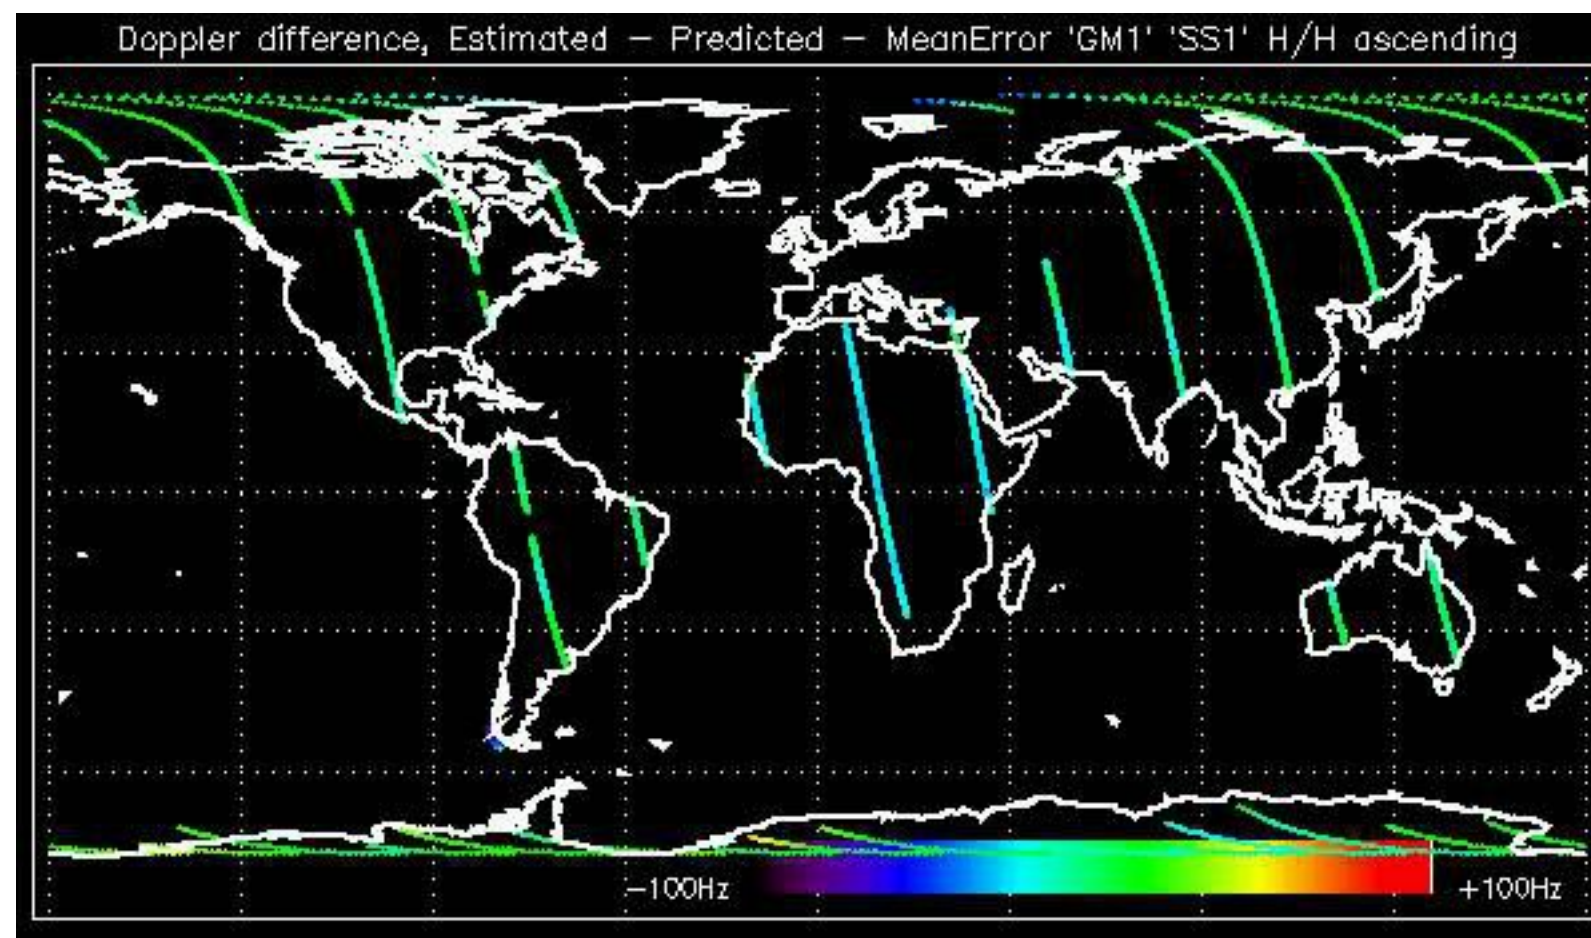 Doppler difference, Estimated – Predicted – MeanError 'GM1' 'SS1' H/H ascending
–100Hz
+100Hz